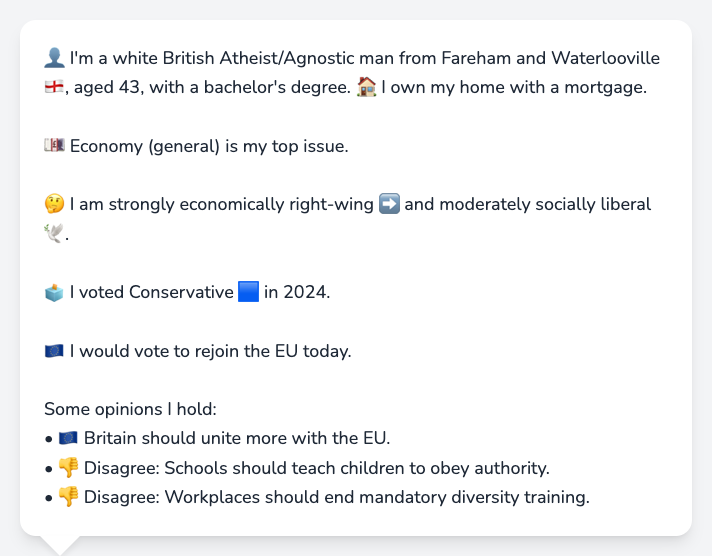 👤 I'm a white British Atheist/Agnostic man from Fareham and Waterlooville
🏴󠁧󠁢󠁥󠁮󠁧󠁿, aged 43, with a bachelor's degree. 🏠 I own my home with a mortgage.
💷 Economy (general) is my top issue.
🤔 I am strongly economically right-wing ➡️ and moderately socially liberal
🕊️.
🗳️ I voted Conservative 🟦 in 2024.
🇪🇺 I would vote to rejoin the EU today.
Some opinions I hold:
• 🇪🇺 Britain should unite more with the EU.
• 👎 Disagree: Schools should teach children to obey authority.
• 👎 Disagree: Workplaces should end mandatory diversity training.